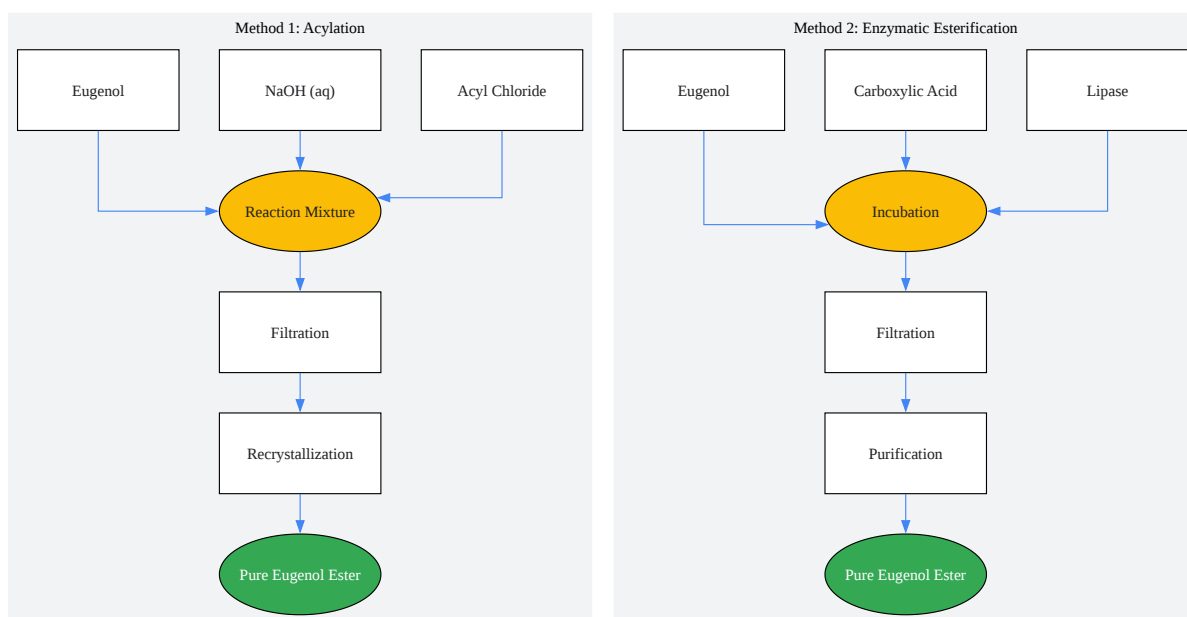 Method 1: Acylation
Eugenol
NaOH (aq)
Acyl Chloride
Reaction Mixture
Filtration
Recrystallization
Pure Eugenol Ester
Method 2: Enzymatic Esterification
Eugenol
Carboxylic Acid
Lipase
Incubation
Filtration
Purification
Pure Eugenol Ester